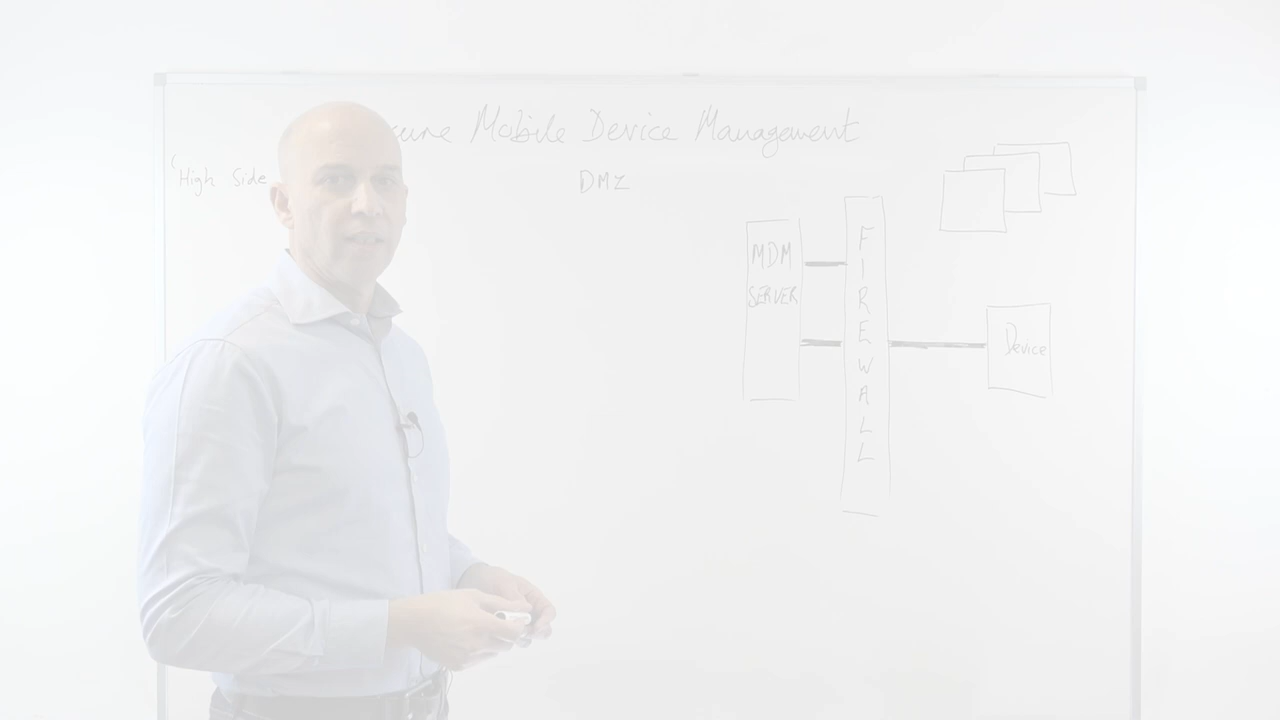 Mobile Device Management
'High Side
DMZ
MDM
SERVER
FIREWALL
Device